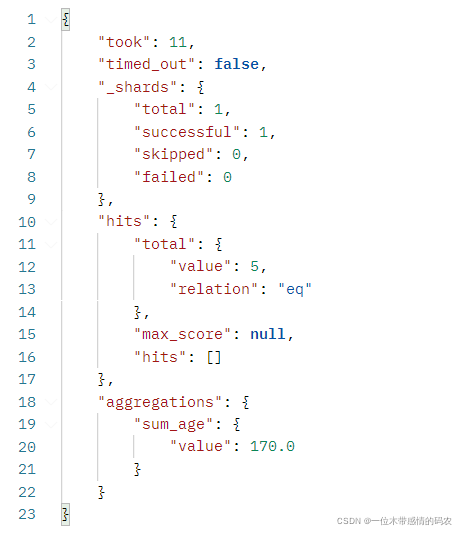 1 {
2     "took": 11,
3     "timed_out": false,
4     "_shards": {
5         "total": 1,
6         "successful": 1,
7         "skipped": 0,
8         "failed": 0
9     },
10     "hits": {
11         "total": {
12             "value": 5,
13             "relation": "eq"
14         },
15         "max_score": null,
16         "hits": []
17     },
18     "aggregations": {
19         "sum_age": {
20             "value": 170.0
21         }
22     }
23 }
CSDN @一位木带感情的码农